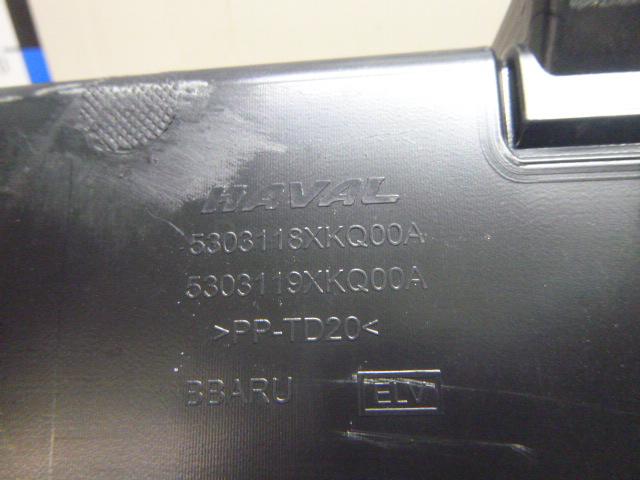 HAVAL
5303118XKQ00A
5303119XKQ00A
>PP-TD20<
BBARU ELV